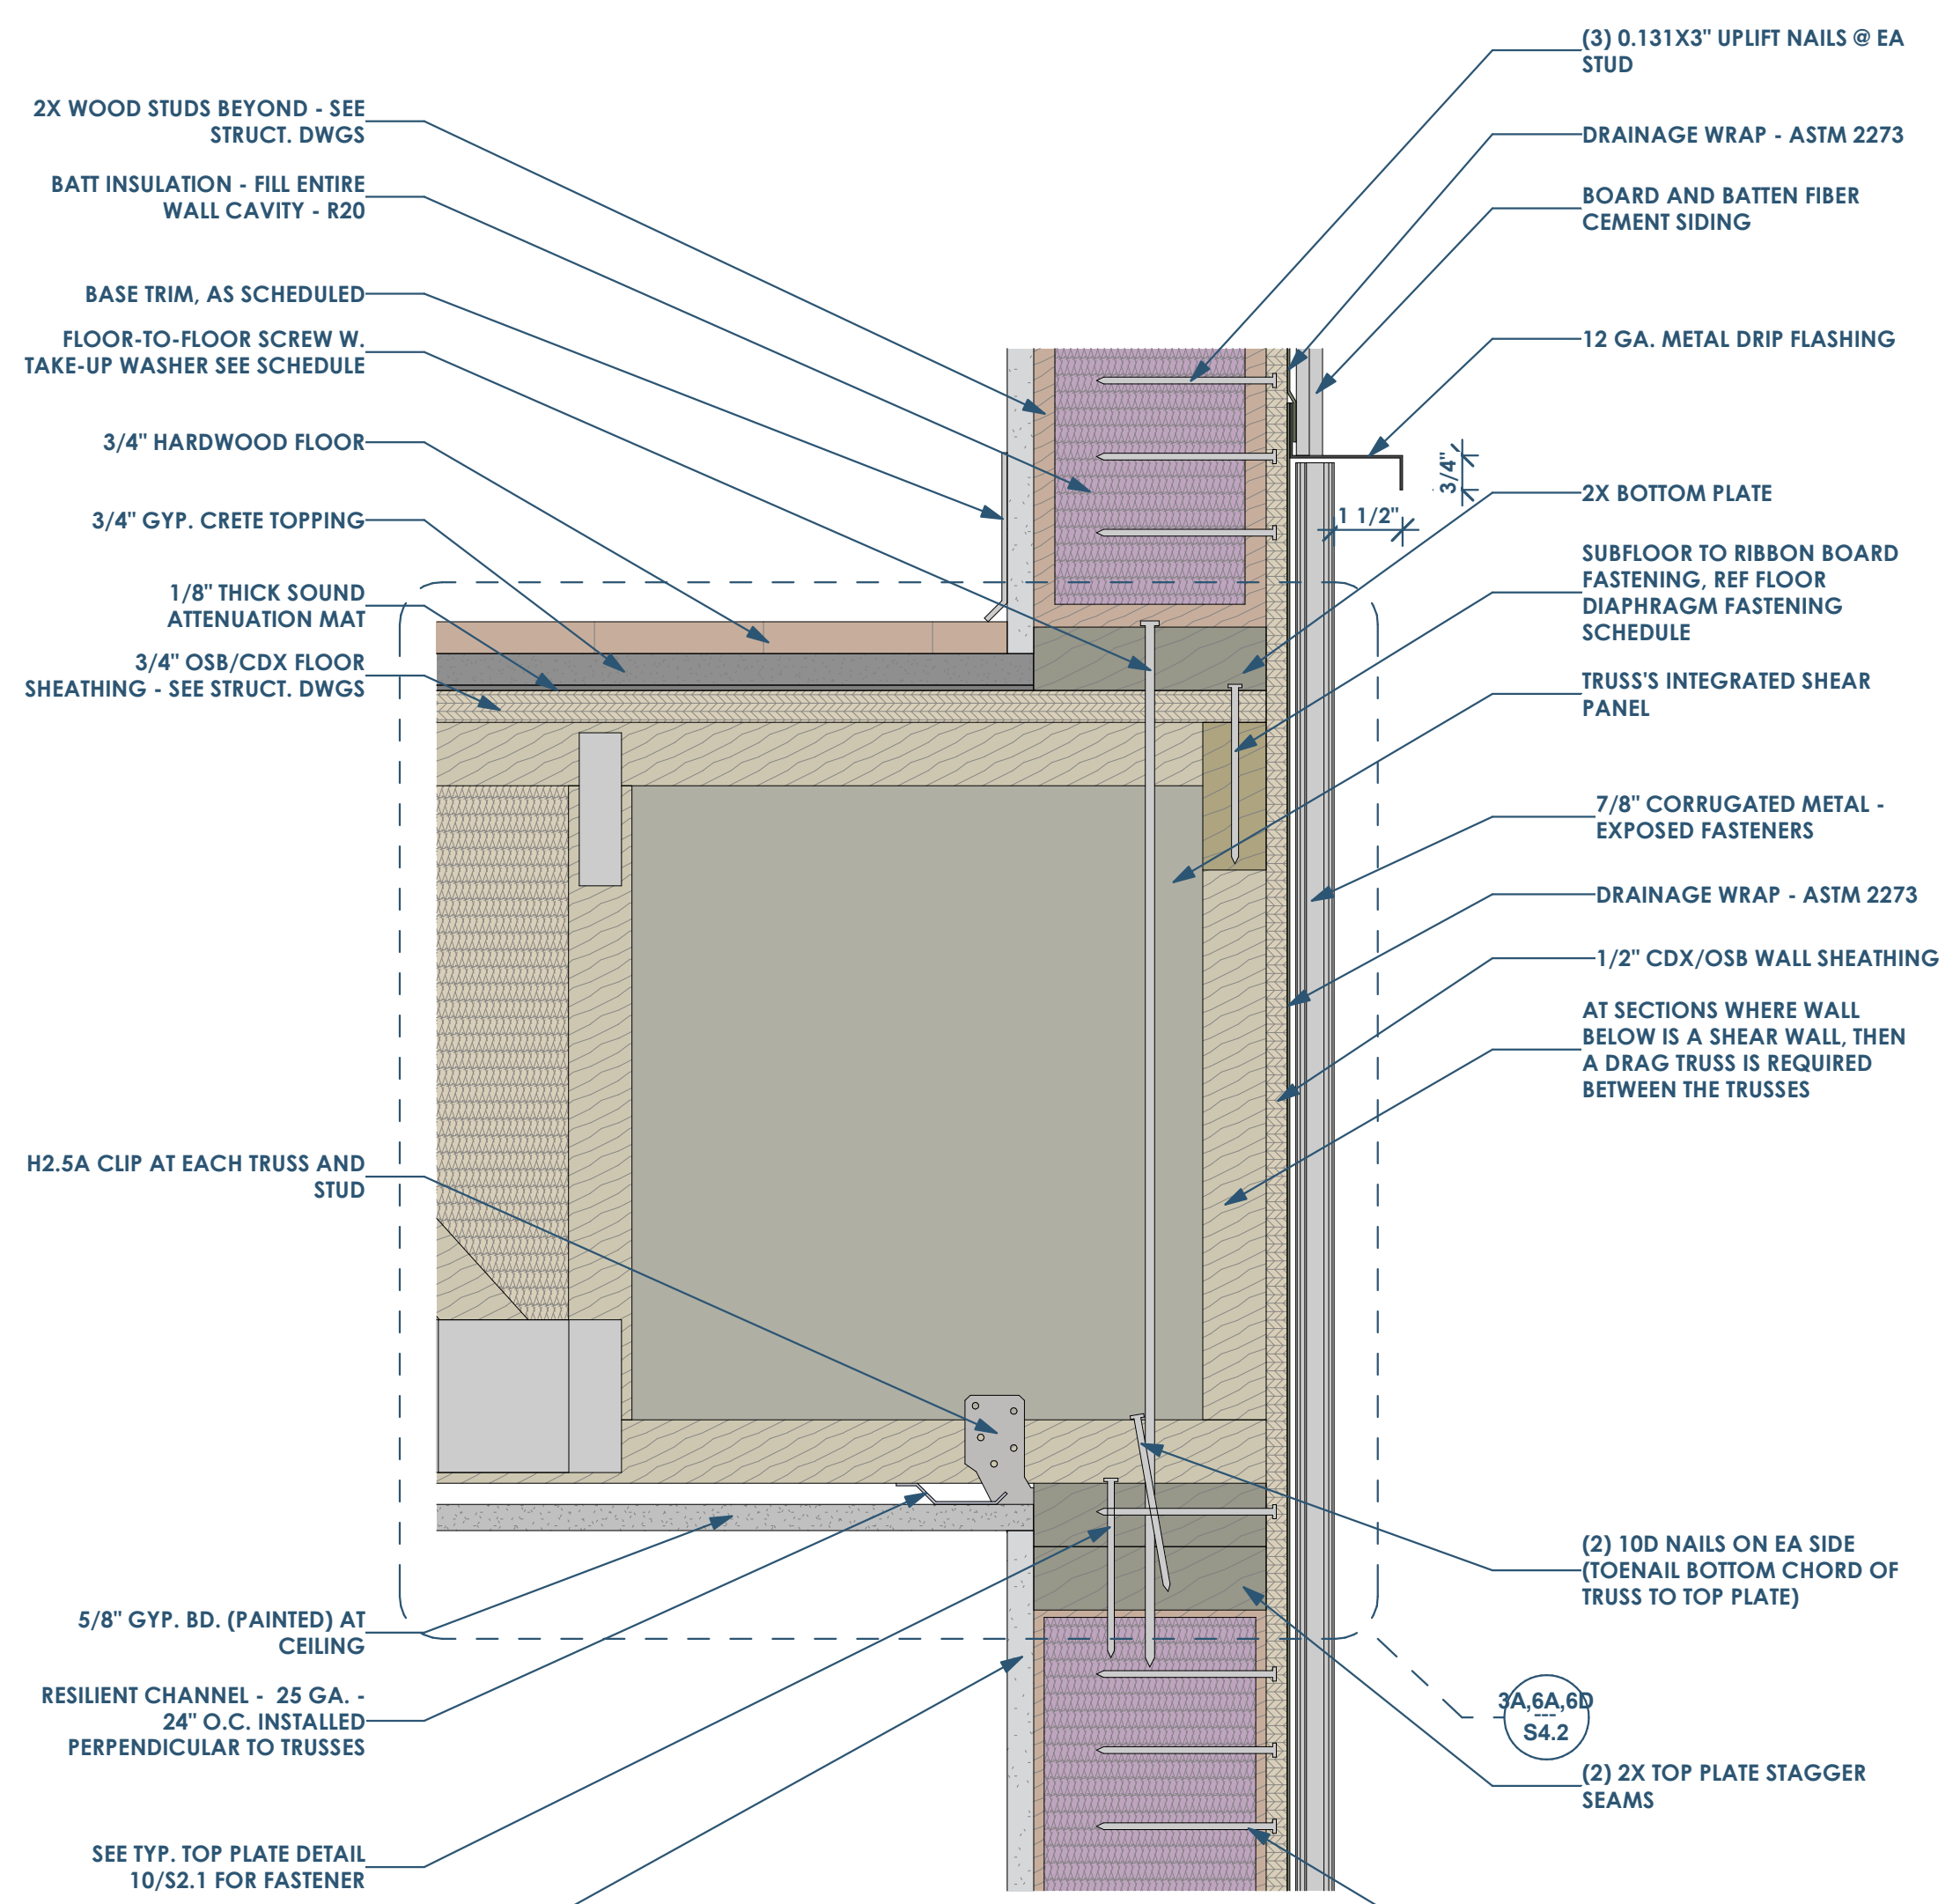 2X WOOD STUDS BEYOND - SEE
STRUCT. DWGS
BATT INSULATION - FILL ENTIRE
WALL CAVITY - R20
BASE TRIM, AS SCHEDULED
FLOOR-TO-FLOOR SCREW W.
TAKE-UP WASHER SEE SCHEDULE
3/4" HARDWOOD FLOOR
3/4" GYP. CRETE TOPPING
1/8" THICK SOUND
ATTENUATION MAT
3/4" OSB/CDX FLOOR
SHEATHING - SEE STRUCT. DWGS
H2.5A CLIP AT EACH TRUSS AND
STUD
5/8" GYP. BD. (PAINTED) AT
CEILING
RESILIENT CHANNEL - 25 GA. -
24" O.C. INSTALLED
PERPENDICULAR TO TRUSSES
SEE TYP. TOP PLATE DETAIL
10/S2.1 FOR FASTENER
(3) 0.131X3" UPLIFT NAILS @ EA
STUD
DRAINAGE WRAP - ASTM 2273
BOARD AND BATTEN FIBER
CEMENT SIDING
12 GA. METAL DRIP FLASHING
3/4"
1 1/2"
2X BOTTOM PLATE
SUBFLOOR TO RIBBON BOARD
FASTENING, REF FLOOR
DIAPHRAGM FASTENING
SCHEDULE
TRUSS'S INTEGRATED SHEAR
PANEL
7/8" CORRUGATED METAL -
EXPOSED FASTENERS
DRAINAGE WRAP - ASTM 2273
1/2" CDX/OSB WALL SHEATHING
AT SECTIONS WHERE WALL
BELOW IS A SHEAR WALL, THEN
A DRAG TRUSS IS REQUIRED
BETWEEN THE TRUSSES
(2) 10D NAILS ON EA SIDE
(TOENAIL BOTTOM CHORD OF
TRUSS TO TOP PLATE)
3A,6A,6D
---
S4.2
(2) 2X TOP PLATE STAGGER
SEAMS